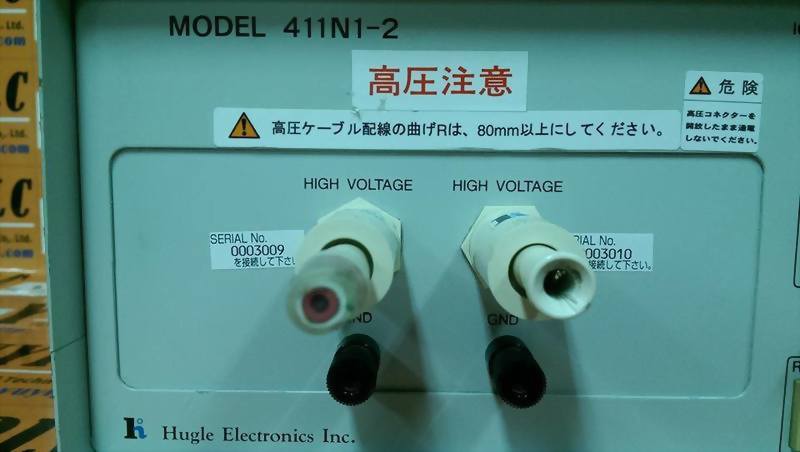 MODEL 411N1-2
高圧注意
危険
高圧コネクターを
開放したまま通電
しないでください。
高圧ケーブル配線の曲げRは、80mm以上にしてください。
HIGH VOLTAGE
HIGH VOLTAGE
SERIAL No.
0003009
を接続して下さい
No.
003010
接続して下さい。
GND
Hugle Electronics Inc.